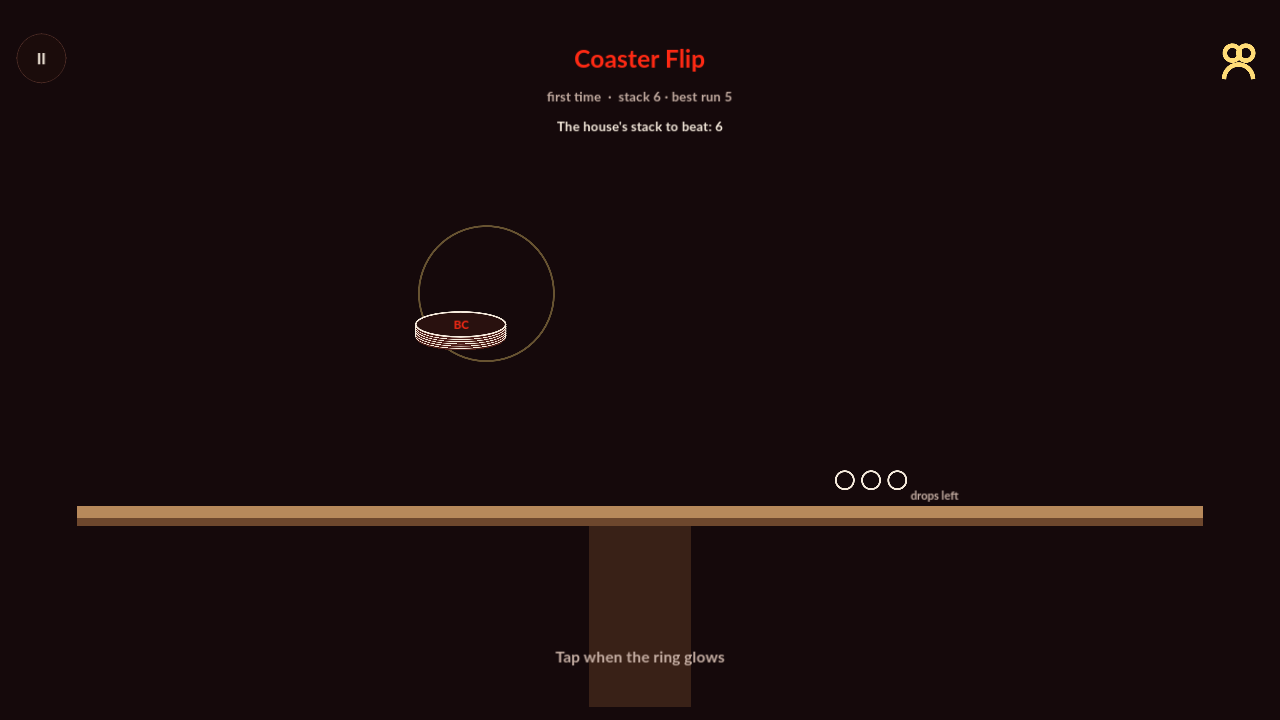 Coaster Flip
first time · stack 6 · best run 5
The house's stack to beat: 6
BC
drops left
Tap when the ring glows